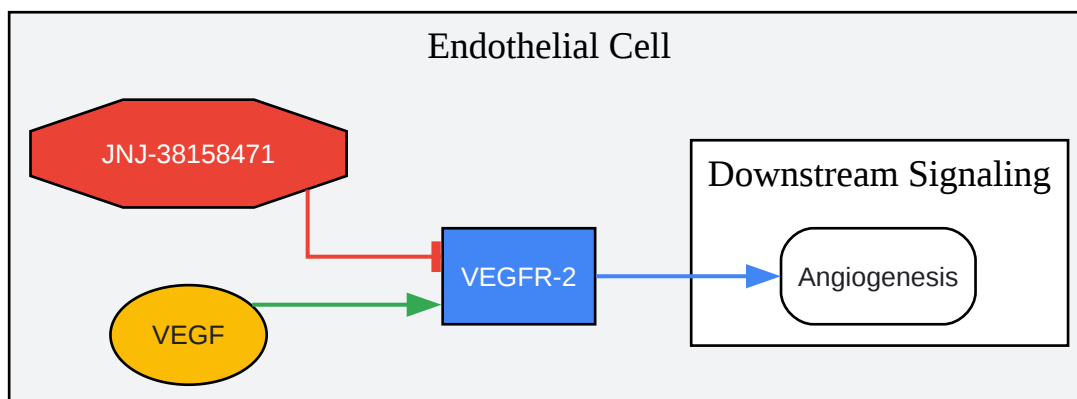 Endothelial Cell
JNJ-38158471
Downstream Signaling
VEGFR-2
Angiogenesis
VEGF